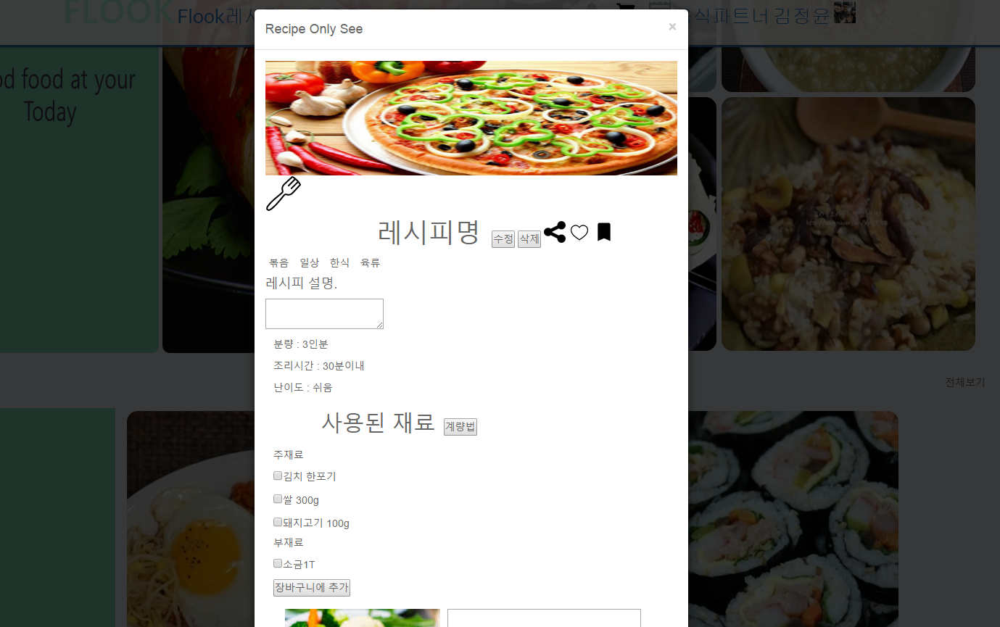 FLOOK Flook레시 식파트너 김정윤
Recipe Only See ×
od food at your
Today
레시피명 수정 삭제
볶음 일상 한식 육류
레시피 설명.
분량 : 3인분
조리시간 : 30분이내
난이도 : 쉬움
전체보기
사용된 재료 계량법
주재료
김치 한포기
쌀 300g
돼지고기 100g
부재료
소금1T
장바구니에 추가